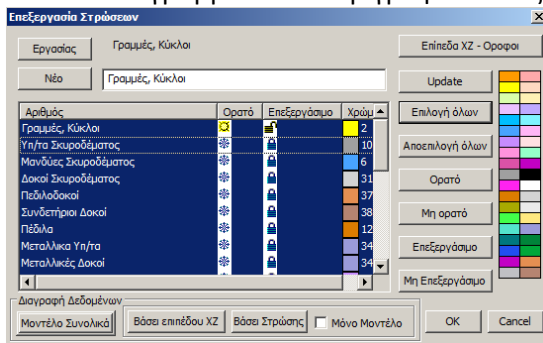 Επεξεργασία Στρώσεων
Εργασίας Γραμμές, Κύκλοι Επίπεδα XZ - Οροφοι
Νέο Γραμμές, Κύκλοι Update
Αριθμός Ορατό Επεξεργάσιμο Χρώμ Επιλογή όλων
Γραμμές, Κύκλοι 2
Υπ/τα Σκυροδέματος 10 Αποεπιλογή όλων
Μανδύες Σκυροδέματος 6
Δοκοί Σκυροδέματος 31 Ορατό
Πεδιλοδοκοί 37
Συνδετήριοι Δοκοί 38 Μη ορατό
Πέδιλα 12
Μεταλλικα Υπ/τα 34 Επεξεργάσιμο
Μεταλλικές Δοκοί 34
Μη Επεξεργάσιμο
Διαγραφή Δεδομένων
Μοντέλο Συνολικά Βάσει επιπέδου XZ Βάσει Στρώσης Μόνο Μοντέλο OK Cancel